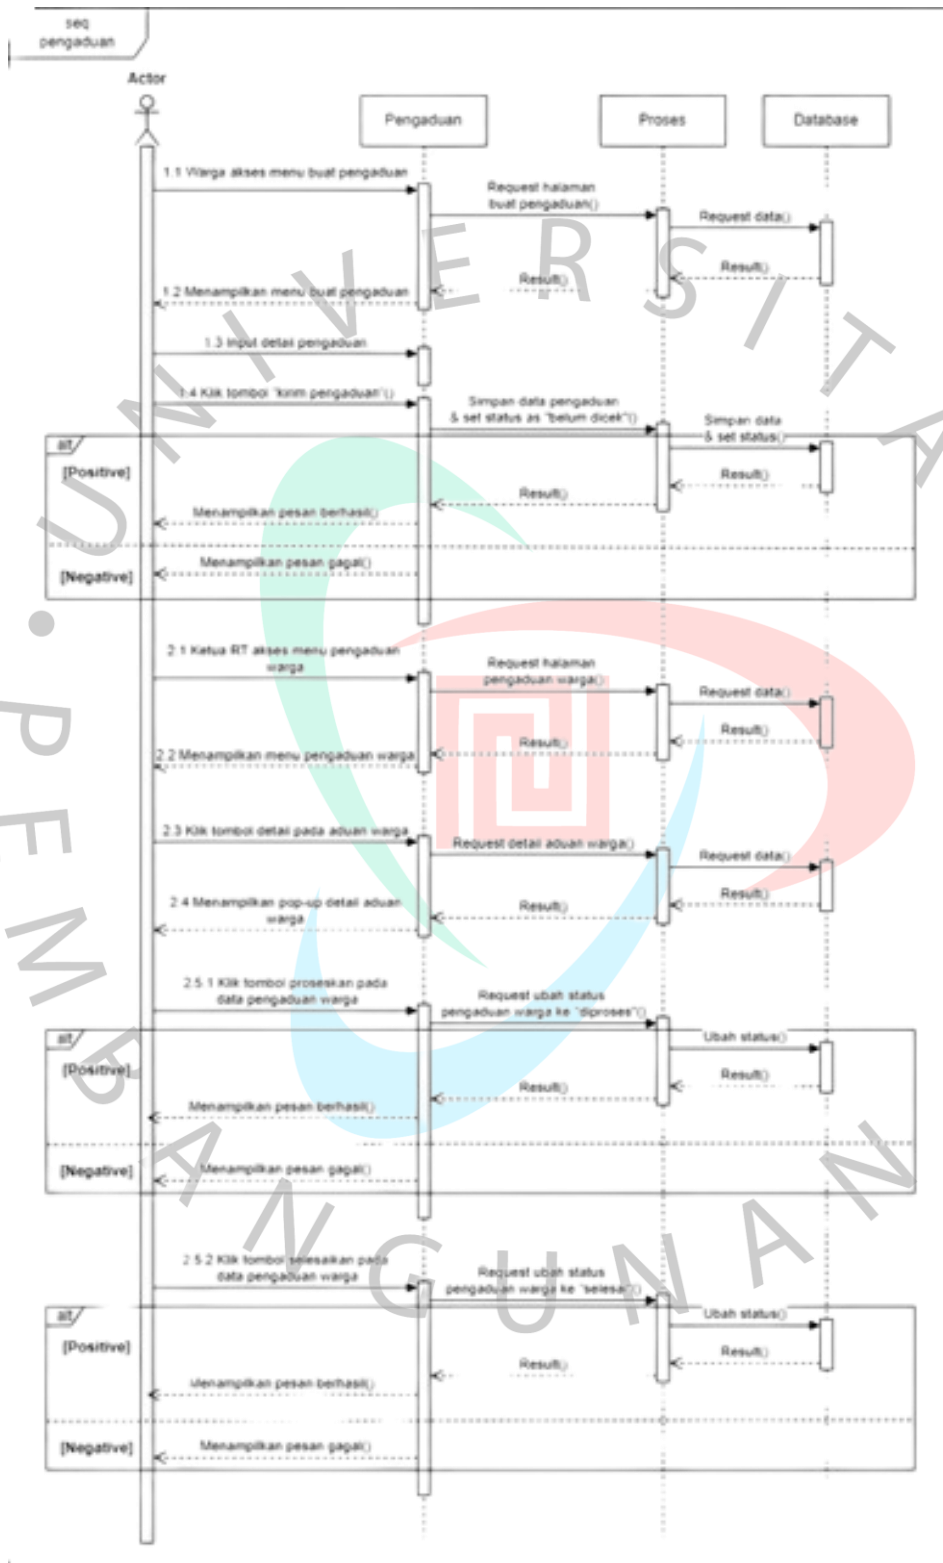 seq
pengaduan
Actor
Pengaduan
Proses
Database
1.1 Warga akses menu buat pengaduan
Request halaman
buat pengaduan()
Request data()
Result()
Result()
1.2 Menampilkan menu buat pengaduan
1.3 Input detail pengaduan
1.4 Klik tombol "kirim pengaduan"()
Simpan data pengaduan
& set status as "belum dicek"()
Simpan data
& set status()
alt
[Positive]
Result()
Result()
Menampilkan pesan berhasil()
Menampilkan pesan gagal()
[Negative]
2.1 Ketua RT akses menu pengaduan
warga
Request halaman
pengaduan warga()
Request data()
Result()
Result()
2.2 Menampilkan menu pengaduan warga
2.3 Klik tombol detail pada aduan warga
Request detail aduan warga()
Request data()
Result()
Result()
2.4 Menampilkan pop-up detail aduan
warga
2.5.1 Klik tombol proseskan pada
data pengaduan warga
Request ubah status
pengaduan warga ke "diproses"()
alt
Ubah status()
[Positive]
Result()
Result()
Menampilkan pesan berhasil()
Menampilkan pesan gagal()
[Negative]
2.5.2 Klik tombol selesaikan pada
data pengaduan warga
Request ubah status
pengaduan warga ke "selesai"()
alt
Ubah status()
[Positive]
Result()
Result()
Menampilkan pesan berhasil()
Menampilkan pesan gagal()
[Negative]
UNIVERSITA
PEMBANGUNAN